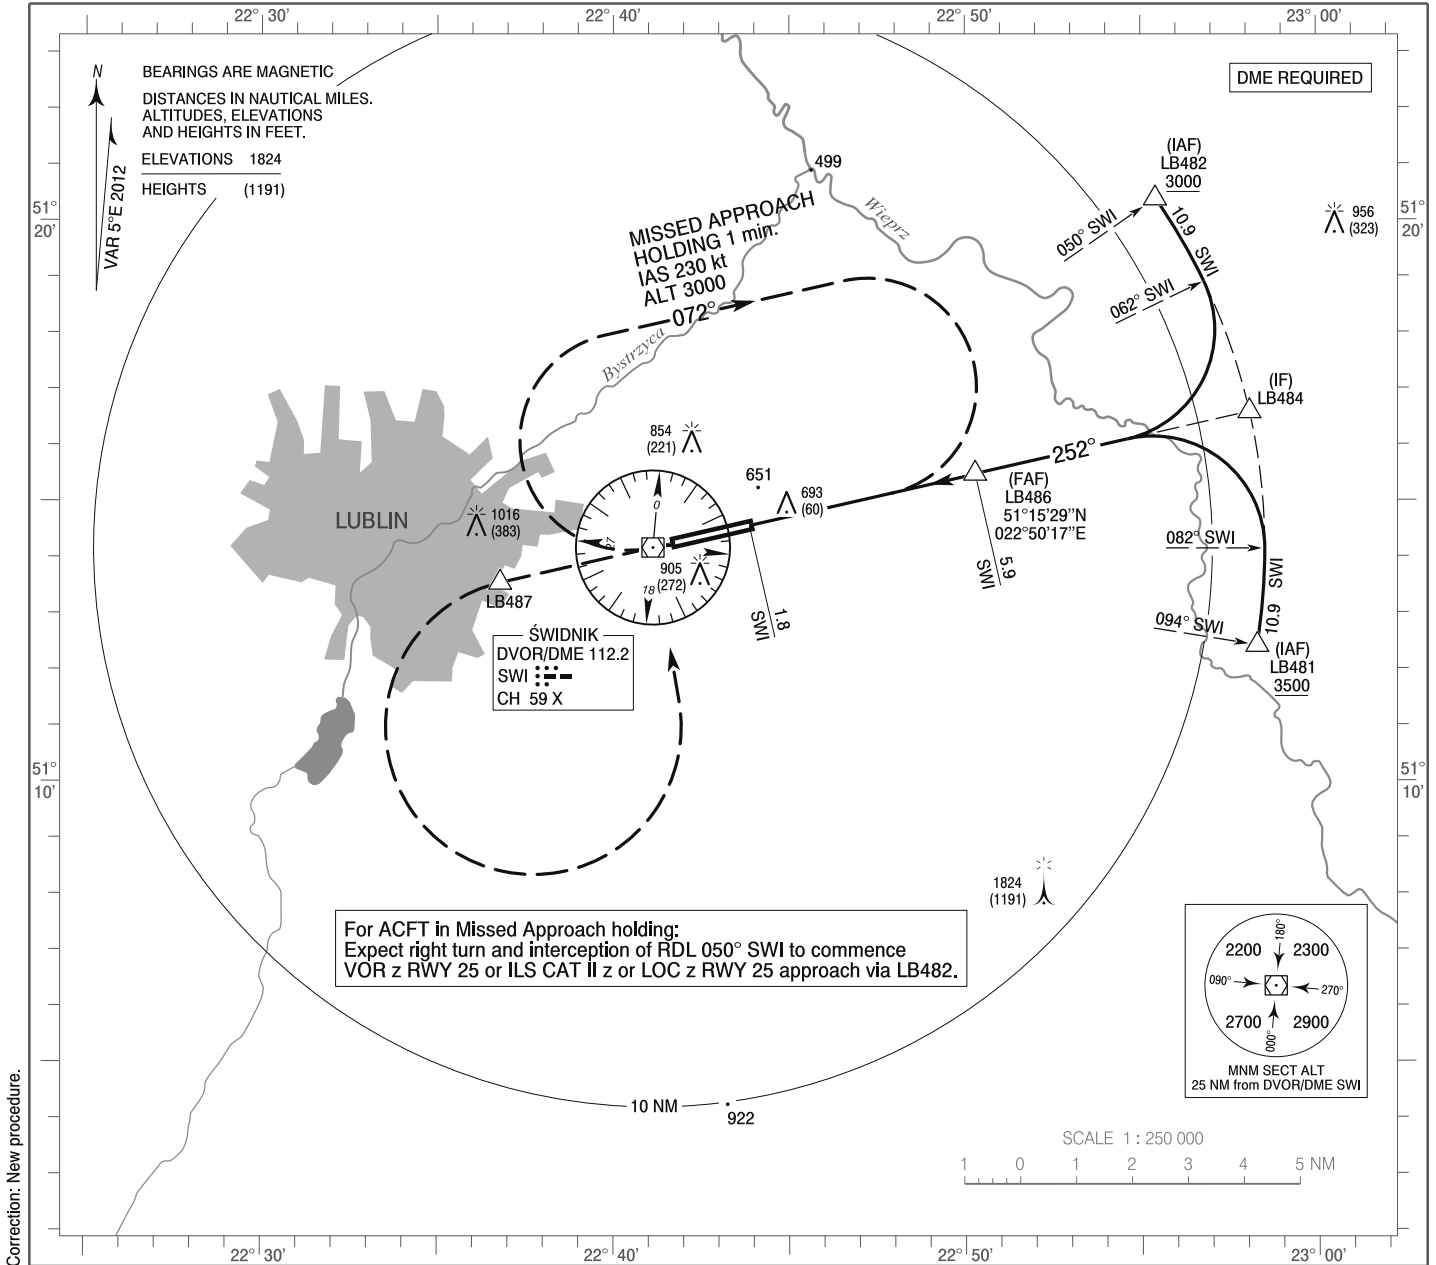 22° 30'
22° 40'
22° 50'
23° 00'
N
VAR 5°E 2012
BEARINGS ARE MAGNETIC
DISTANCES IN NAUTICAL MILES.
ALTITUDES, ELEVATIONS
AND HEIGHTS IN FEET.
ELEVATIONS 1824
HEIGHTS (1191)
DME REQUIRED
51°
20'
51°
20'
499
Wieprz
(IAF)
LB482
3000
050° SWI
10.9 SWI
062° SWI
956
(323)
MISSED APPROACH
HOLDING 1 min.
IAS 230 kt
ALT 3000
072°
Bystrzyca
(IF)
LB484
854
(221)
252°
651
693
(60)
(FAF)
LB486
51°15'29"N
022°50'17"E
5.9
SWI
LUBLIN
1016
(383)
0
27
18
905
(272)
1.8
SWI
082° SWI
094° SWI
10.9 SWI
(IAF)
LB481
3500
LB487
ŚWIDNIK
DVOR/DME 112.2
SWI
CH 59 X
51°
10'
51°
10'
1824
(1191)
For ACFT in Missed Approach holding:
Expect right turn and interception of RDL 050° SWI to commence
VOR z RWY 25 or ILS CAT II z or LOC z RWY 25 approach via LB482.
180°
2200 2300
090° 270°
2700 2900
000°
MNM SECT ALT
25 NM from DVOR/DME SWI
10 NM
922
SCALE 1 : 250 000
1 0 1 2 3 4 5 NM
Correction: New procedure.
22° 30'
22° 40'
22° 50'
23° 00'